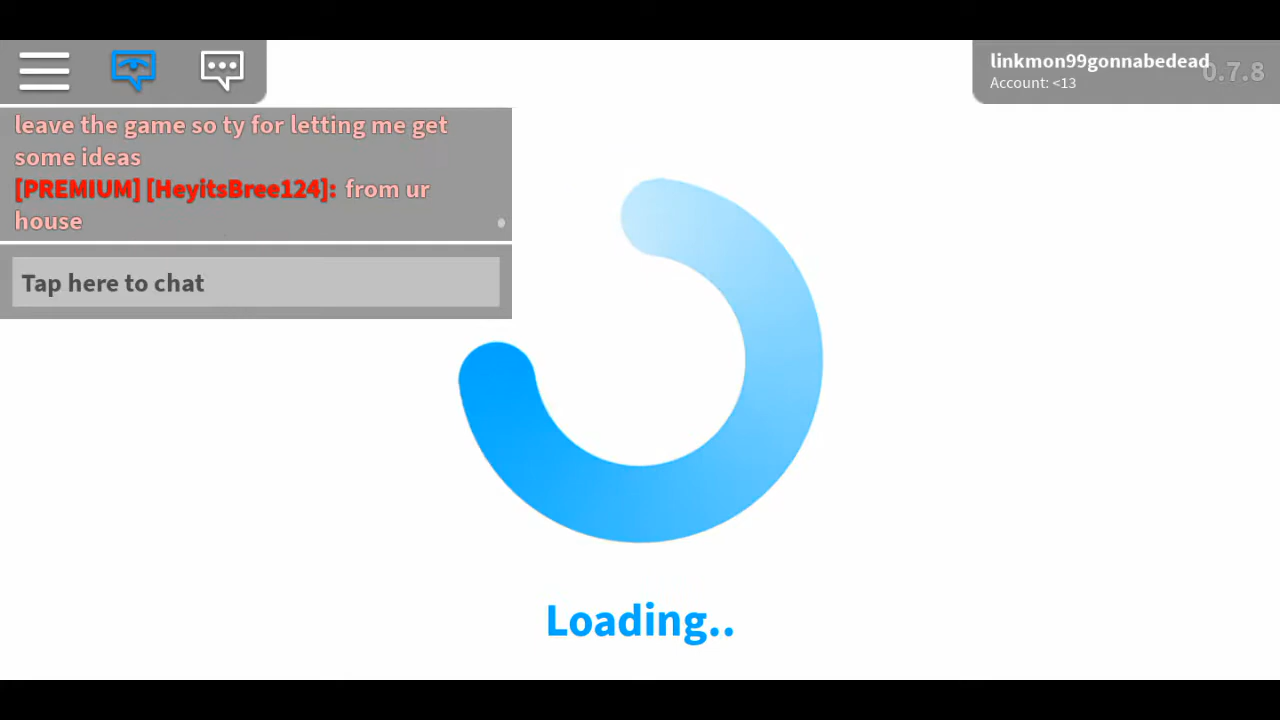 linkmon99gonnabedead
Account: <13
0.7.8
leave the game so ty for letting me get
some ideas
[PREMIUM] [HeyitsBree124]: from ur
house
Tap here to chat
Loading..